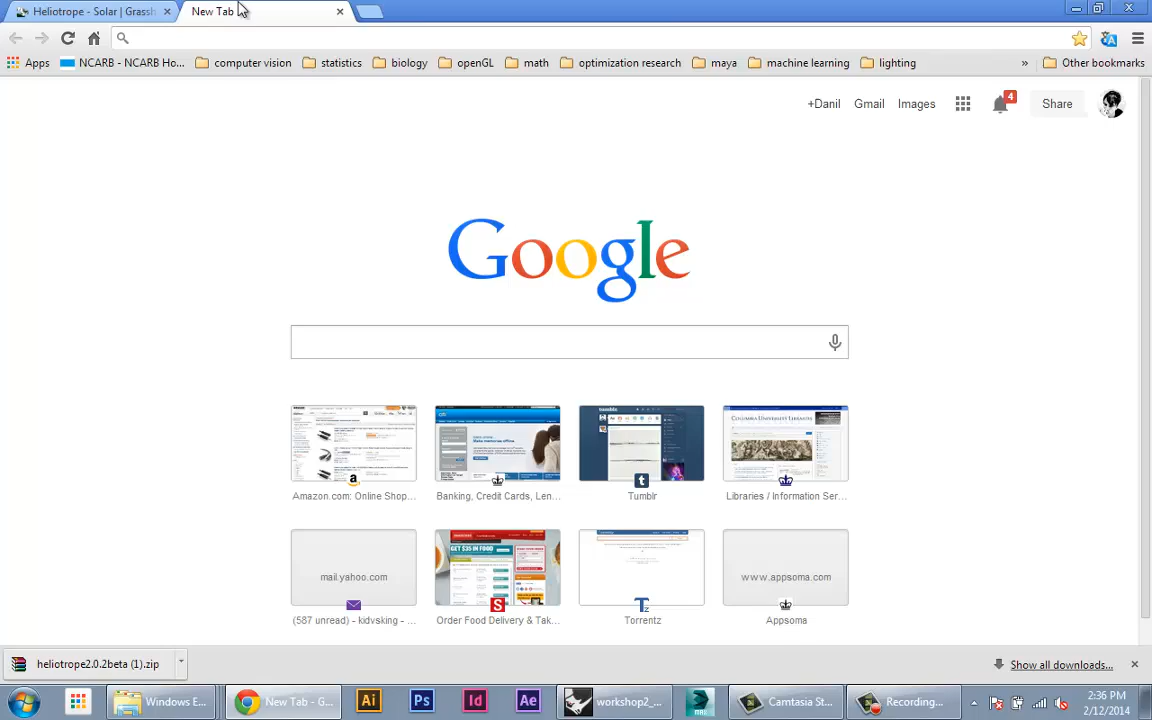 Heliotrope - Solar | Grassh
New Tab
Apps
NCARB - NCARB Ho...
computer vision
statistics
biology
openGL
math
optimization research
maya
machine learning
lighting
»
Other bookmarks
+Danil
Gmail
Images
4
Share
Google
Amazon.com: Online Shop...
Banking, Credit Cards, Len...
Tumblr
Libraries / Information Ser...
mail.yahoo.com
www.appsoma.com
(587 unread) - kidvsking - ...
Order Food Delivery & Tak...
Torrentz
Appsoma
heliotrope2.0.2beta (1).zip
Show all downloads...
Windows E...
New Tab - G...
Ai
Ps
Id
Ae
workshop2_...
Camtasia St...
Recording...
2:36 PM
2/12/2014